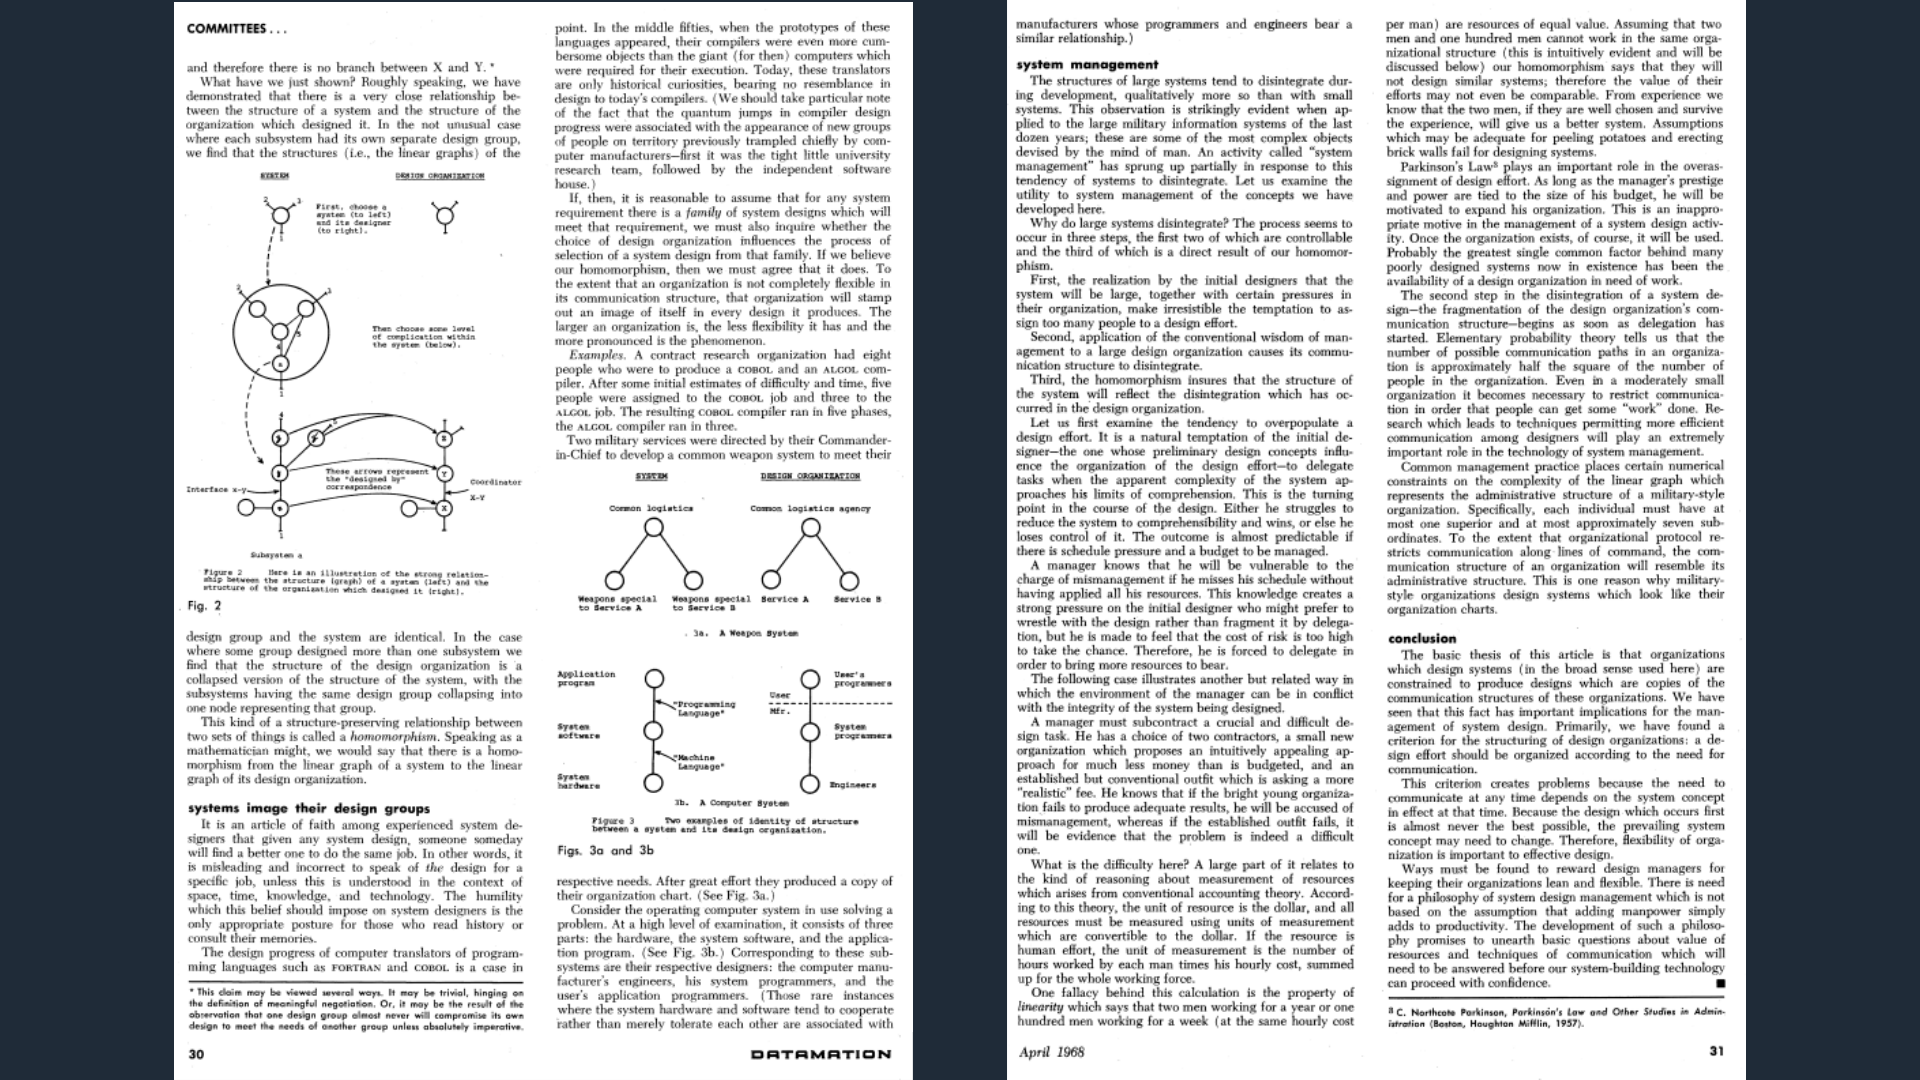 COMMITTEES . . .
and therefore there is no branch between X and Y. *
What have we just shown? Roughly speaking, we have
demonstrated that there is a very close relationship be-
tween the structure of a system and the structure of the
organization which designed it. In the not unusual case
where each subsystem had its own separate design group,
we find that the structures (i.e., the linear graphs) of the
SYSTEM
DESIGN ORGANIZATION
First, choose a
system (to left)
and its designer
(to right).
Then choose some level
of complication within
the system (below).
These arrows represent
the "designed by"
correspondence
Interface x-y
Coordinator
X-Y
Subsystem a
Figure 2 Here is an illustration of the strong relation-
ship between the structure (graph) of a system (left) and the
structure of the organization which designed it (right).
Fig. 2
design group and the system are identical. In the case
where some group designed more than one subsystem we
find that the structure of the design organization is a
collapsed version of the structure of the system, with the
subsystems having the same design group collapsing into
one node representing that group.
This kind of a structure-preserving relationship between
two sets of things is called a homomorphism. Speaking as a
mathematician might, we would say that there is a homo-
morphism from the linear graph of a system to the linear
graph of its design organization.
systems image their design groups
It is an article of faith among experienced system de-
signers that given any system design, someone someday
will find a better one to do the same job. In other words, it
is misleading and incorrect to speak of the design for a
specific job, unless this is understood in the context of
space, time, knowledge, and technology. The humility
which this belief should impose on system designers is the
only appropriate posture for those who read history or
consult their memories.
The design progress of computer translators of program-
ming languages such as FORTRAN and COBOL is a case in
* This claim may be viewed several ways. It may be trivial, hinging on
the definition of meaningful negotiation. Or, it may be the result of the
observation that one design group almost never will compromise its own
design to meet the needs of another group unless absolutely imperative.
30
point. In the middle fifties, when the prototypes of these
languages appeared, their compilers were even more cum-
bersome objects than the giant (for then) computers which
were required for their execution. Today, these translators
are only historical curiosities, bearing no resemblance in
design to today's compilers. (We should take particular note
of the fact that the quantum jumps in compiler design
progress were associated with the appearance of new groups
of people on territory previously trampled chiefly by com-
puter manufacturers—first it was the tight little university
research team, followed by the independent software
house.)
If, then, it is reasonable to assume that for any system
requirement there is a family of system designs which will
meet that requirement, we must also inquire whether the
choice of design organization influences the process of
selection of a system design from that family. If we believe
our homomorphism, then we must agree that it does. To
the extent that an organization is not completely flexible in
its communication structure, that organization will stamp
out an image of itself in every design it produces. The
larger an organization is, the less flexibility it has and the
more pronounced is the phenomenon.
Examples. A contract research organization had eight
people who were to produce a COBOL and an ALGOL com-
piler. After some initial estimates of difficulty and time, five
people were assigned to the COBOL job and three to the
ALGOL job. The resulting COBOL compiler ran in five phases,
the ALGOL compiler ran in three.
Two military services were directed by their Commander-
in-Chief to develop a common weapon system to meet their
SYSTEM
DESIGN ORGANIZATION
Common logistics
Common logistics agency
Weapons special
to Service A
Weapons special
to Service B
Service A
Service B
3a. A Weapon System
Application
program
"Programming
Language"
System
software
"Machine
Language"
System
hardware
User's
programmers
User
Mfr.
System
programmers
Engineers
3b. A Computer System
Figure 3 Two examples of identity of structure
between a system and its design organization.
Figs. 3a and 3b
respective needs. After great effort they produced a copy of
their organization chart. (See Fig. 3a.)
Consider the operating computer system in use solving a
problem. At a high level of examination, it consists of three
parts: the hardware, the system software, and the applica-
tion program. (See Fig. 3b.) Corresponding to these sub-
systems are their respective designers: the computer manu-
facturer's engineers, his system programmers, and the
user's application programmers. (Those rare instances
where the system hardware and software tend to cooperate
rather than merely tolerate each other are associated with
DATAMATION
manufacturers whose programmers and engineers bear a
similar relationship.)
system management
The structures of large systems tend to disintegrate dur-
ing development, qualitatively more so than with small
systems. This observation is strikingly evident when ap-
plied to the large military information systems of the last
dozen years; these are some of the most complex objects
devised by the mind of man. An activity called "system
management" has sprung up partially in response to this
tendency of systems to disintegrate. Let us examine the
utility to system management of the concepts we have
developed here.
Why do large systems disintegrate? The process seems to
occur in three steps, the first two of which are controllable
and the third of which is a direct result of our homomor-
phism.
First, the realization by the initial designers that the
system will be large, together with certain pressures in
their organization, make irresistible the temptation to as-
sign too many people to a design effort.
Second, application of the conventional wisdom of man-
agement to a large design organization causes its commu-
nication structure to disintegrate.
Third, the homomorphism insures that the structure of
the system will reflect the disintegration which has oc-
curred in the design organization.
Let us first examine the tendency to overpopulate a
design effort. It is a natural temptation of the initial de-
signer—the one whose preliminary design concepts influ-
ence the organization of the design effort—to delegate
tasks when the apparent complexity of the system ap-
proaches his limits of comprehension. This is the turning
point in the course of the design. Either he struggles to
reduce the system to comprehensibility and wins, or else he
loses control of it. The outcome is almost predictable if
there is schedule pressure and a budget to be managed.
A manager knows that he will be vulnerable to the
charge of mismanagement if he misses his schedule without
having applied all his resources. This knowledge creates a
strong pressure on the initial designer who might prefer to
wrestle with the design rather than fragment it by delega-
tion, but he is made to feel that the cost of risk is too high
to take the chance. Therefore, he is forced to delegate in
order to bring more resources to bear.
The following case illustrates another but related way in
which the environment of the manager can be in conflict
with the integrity of the system being designed.
A manager must subcontract a crucial and difficult de-
sign task. He has a choice of two contractors, a small new
organization which proposes an intuitively appealing ap-
proach for much less money than is budgeted, and an
established but conventional outfit which is asking a more
"realistic" fee. He knows that if the bright young organiza-
tion fails to produce adequate results, he will be accused of
mismanagement, whereas if the established outfit fails, it
will be evidence that the problem is indeed a difficult
one.
What is the difficulty here? A large part of it relates to
the kind of reasoning about measurement of resources
which arises from conventional accounting theory. Accord-
ing to this theory, the unit of resource is the dollar, and all
resources must be measured using units of measurement
which are convertible to the dollar. If the resource is
human effort, the unit of measurement is the number of
hours worked by each man times his hourly cost, summed
up for the whole working force.
One fallacy behind this calculation is the property of
linearity which says that two men working for a year or one
hundred men working for a week (at the same hourly cost
April 1968
per man) are resources of equal value. Assuming that two
men and one hundred men cannot work in the same orga-
nizational structure (this is intuitively evident and will be
discussed below) our homomorphism says that they will
not design similar systems; therefore the value of their
efforts may not even be comparable. From experience we
know that the two men, if they are well chosen and survive
the experience, will give us a better system. Assumptions
which may be adequate for peeling potatoes and erecting
brick walls fail for designing systems.
Parkinson's Law⁸ plays an important role in the overas-
signment of design effort. As long as the manager's prestige
and power are tied to the size of his budget, he will be
motivated to expand his organization. This is an inappro-
priate motive in the management of a system design activ-
ity. Once the organization exists, of course, it will be used.
Probably the greatest single common factor behind many
poorly designed systems now in existence has been the
availability of a design organization in need of work.
The second step in the disintegration of a system de-
sign—the fragmentation of the design organization's com-
munication structure—begins as soon as delegation has
started. Elementary probability theory tells us that the
number of possible communication paths in an organiza-
tion is approximately half the square of the number of
people in the organization. Even in a moderately small
organization it becomes necessary to restrict communica-
tion in order that people can get some "work" done. Re-
search which leads to techniques permitting more efficient
communication among designers will play an extremely
important role in the technology of system management.
Common management practice places certain numerical
constraints on the complexity of the linear graph which
represents the administrative structure of a military-style
organization. Specifically, each individual must have at
most one superior and at most approximately seven sub-
ordinates. To the extent that organizational protocol re-
stricts communication along lines of command, the com-
munication structure of an organization will resemble its
administrative structure. This is one reason why military-
style organizations design systems which look like their
organization charts.
conclusion
The basic thesis of this article is that organizations
which design systems (in the broad sense used here) are
constrained to produce designs which are copies of the
communication structures of these organizations. We have
seen that this fact has important implications for the man-
agement of system design. Primarily, we have found a
criterion for the structuring of design organizations: a de-
sign effort should be organized according to the need for
communication.
This criterion creates problems because the need to
communicate at any time depends on the system concept
in effect at that time. Because the design which occurs first
is almost never the best possible, the prevailing system
concept may need to change. Therefore, flexibility of orga-
nization is important to effective design.
Ways must be found to reward design managers for
keeping their organizations lean and flexible. There is need
for a philosophy of system design management which is not
based on the assumption that adding manpower simply
adds to productivity. The development of such a philoso-
phy promises to unearth basic questions about value of
resources and techniques of communication which will
need to be answered before our system-building technology
can proceed with confidence. ■
⁸ C. Northcote Parkinson, Parkinson's Law and Other Studies in Admin-
istration (Boston, Houghton Mifflin, 1957).
31